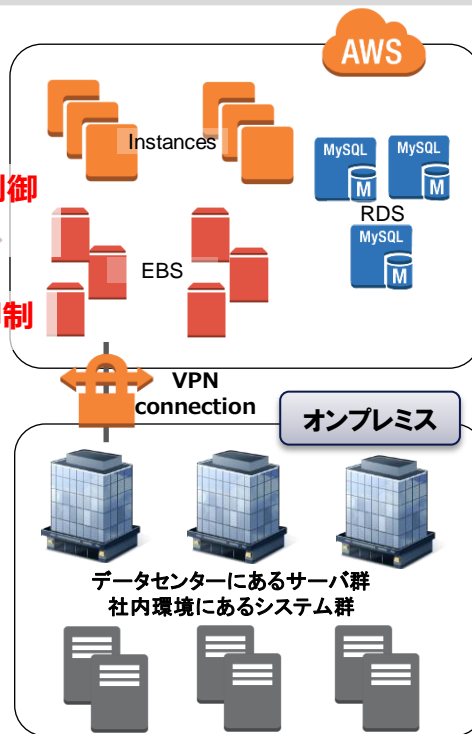 AWS
Instances
MySQL
M
MySQL
M
RDS
MySQL
M
御
EBS
制
VPN
connection
オンプレミス
データセンターにあるサーバ群
社内環境にあるシステム群